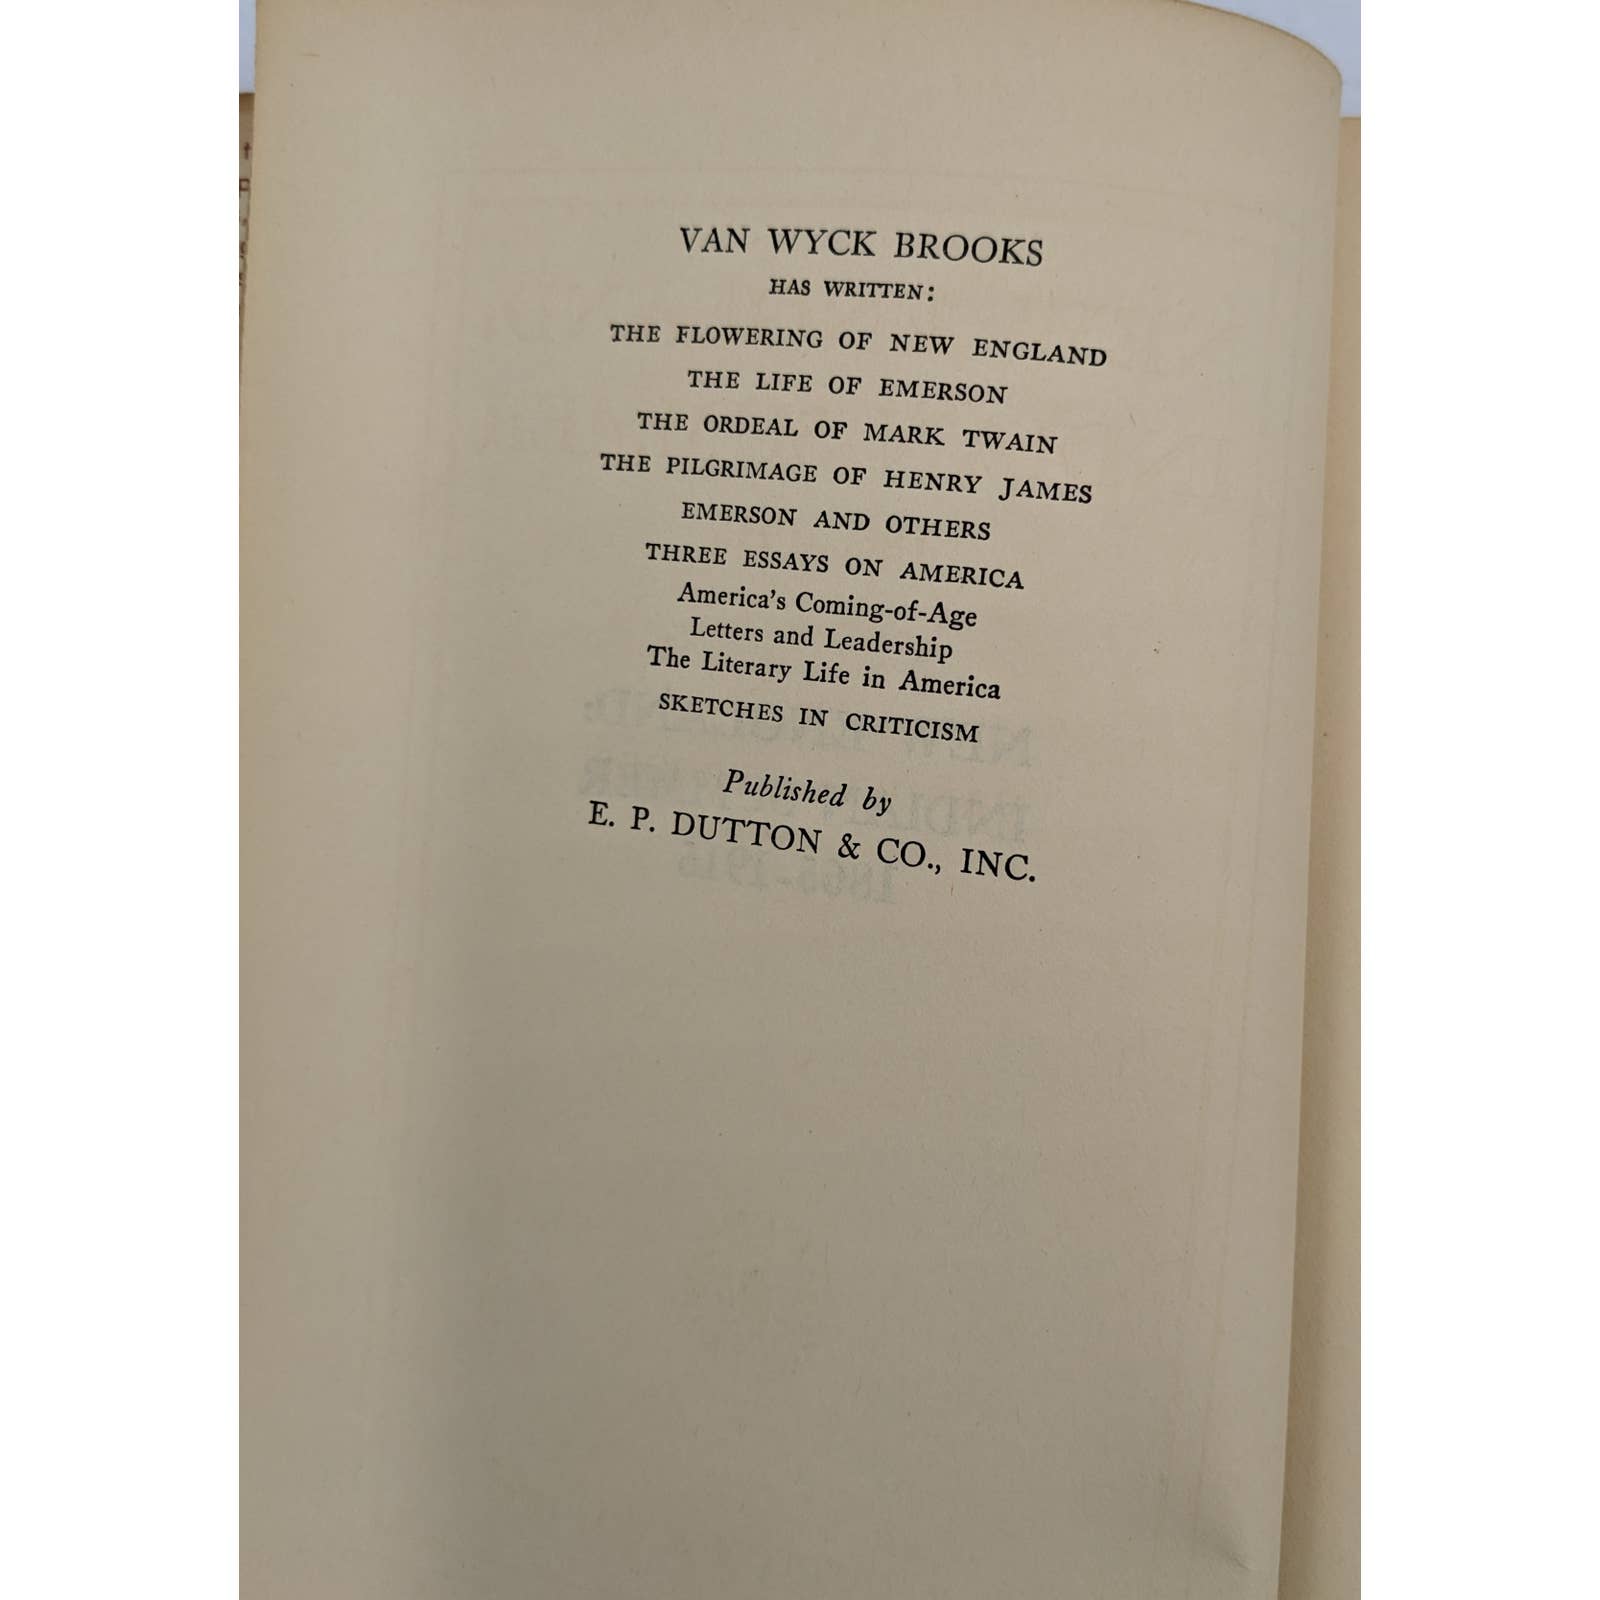 VAN WYCK BROOKS
HAS WRITTEN:
THE FLOWERING OF NEW ENGLAND
THE LIFE OF EMERSON
THE ORDEAL OF MARK TWAIN
THE PILGRIMAGE OF HENRY JAMES
EMERSON AND OTHERS
THREE ESSAYS ON AMERICA
America's Coming-of-Age
Letters and Leadership
The Literary Life in America
SKETCHES IN CRITICISM
Published by
E. P. DUTTON & CO., INC.